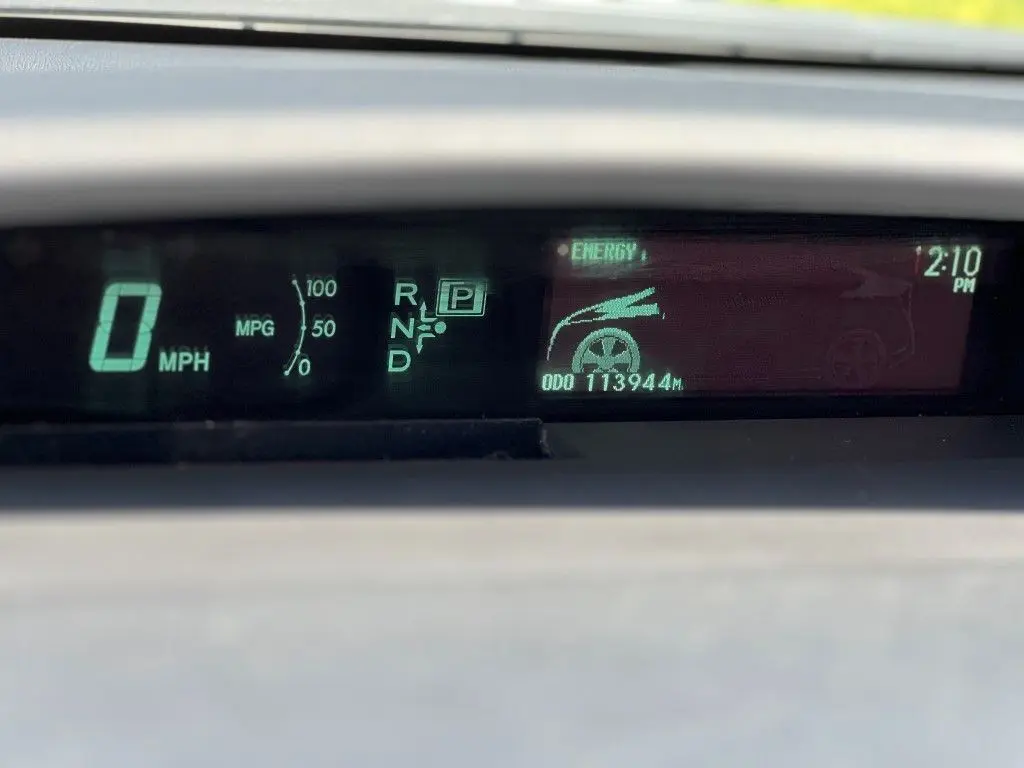 0 MPH
MPG
100
50
0
R
P
N
D
ENERGY
2:10
PM
ODO 113944M